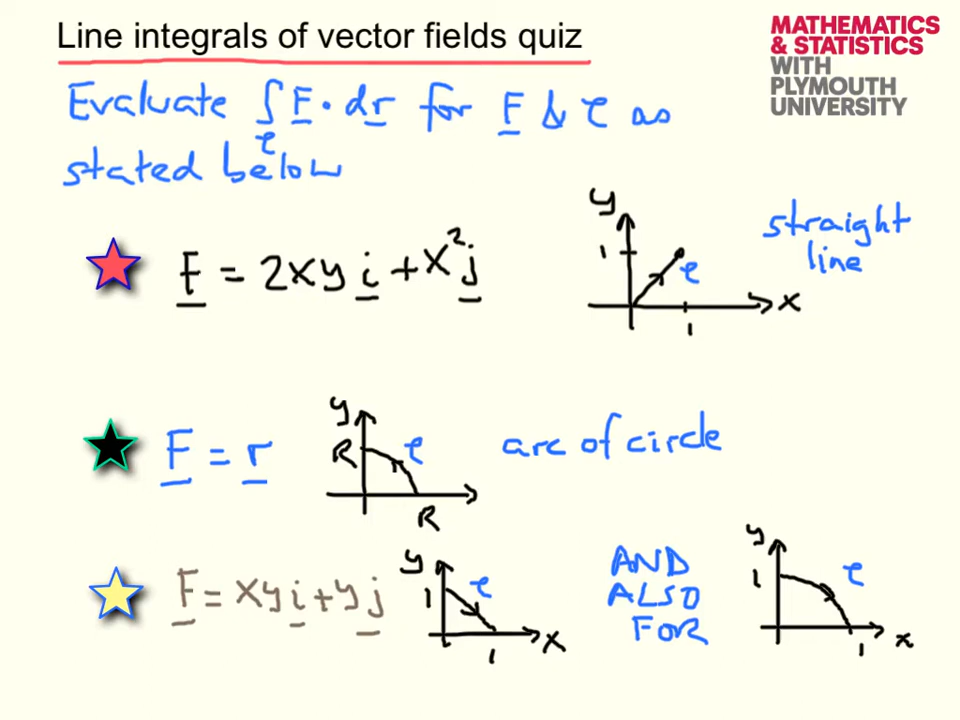 Line integrals of vector fields quiz
MATHEMATICS
& STATISTICS
WITH
PLYMOUTH
UNIVERSITY
Evaluate ∫ F · dr for F & C as
C
stated below
F = 2xy i + x² j
y
1
C
x
1
straight
line
F = r
y
R
C
R
arc of circle
F = xy i + y j
y
1
C
1
x
AND
ALSO
FOR
y
1
C
1
x